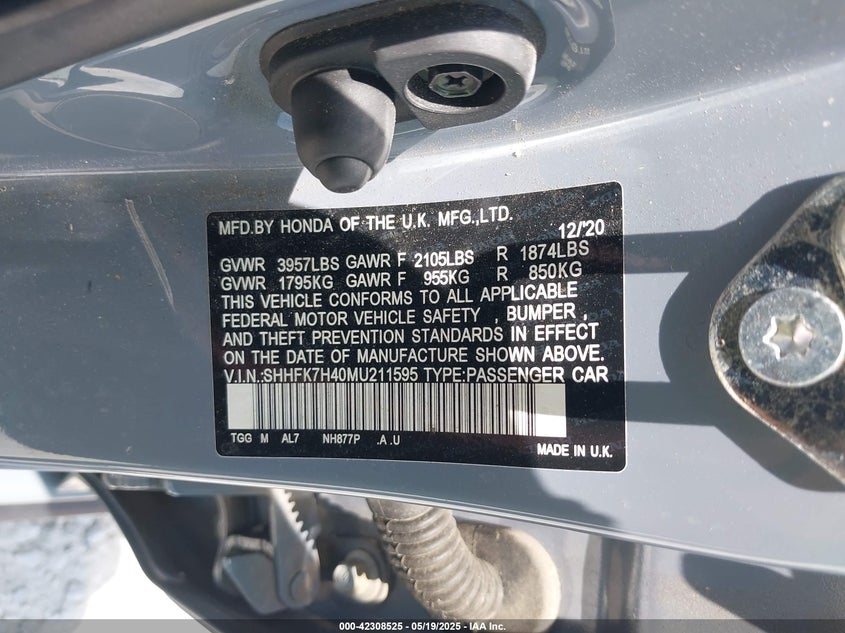 MFD.BY HONDA OF THE U.K. MFG.,LTD.
12/'20
GVWR 3957LBS GAWR F 2105LBS R 1874LBS
GVWR 1795KG GAWR F 955KG R 850KG
THIS VEHICLE CONFORMS TO ALL APPLICABLE
FEDERAL MOTOR VEHICLE SAFETY , BUMPER ,
AND THEFT PREVENTION STANDARDS IN EFFECT
ON THE DATE OF MANUFACTURE SHOWN ABOVE.
V.I.N.:SHHFK7H40MU211595 TYPE:PASSENGER CAR
TGG M AL7 NH877P .A.U
MADE IN U.K.
000-42308525 - 05/19/2025 - IAA Inc.